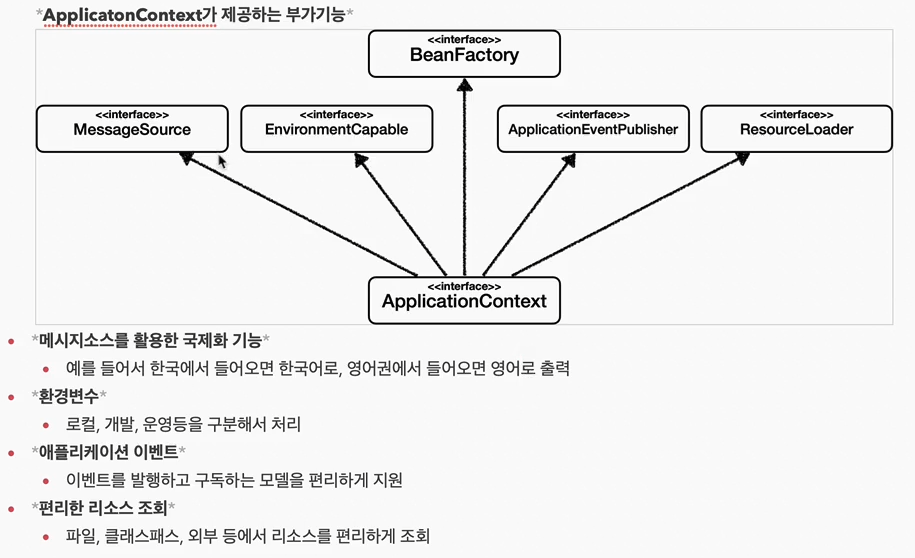 *ApplicatonContext가 제공하는 부가기능*
<<interface>>
BeanFactory
<<interface>>
MessageSource
<<interface>>
EnvironmentCapable
<<interface>>
ApplicationEventPublisher
<<interface>>
ResourceLoader
<<interface>>
ApplicationContext
• *메시지소스를 활용한 국제화 기능*
• 예를 들어서 한국에서 들어오면 한국어로, 영어권에서 들어오면 영어로 출력
• *환경변수*
• 로컬, 개발, 운영등을 구분해서 처리
• *애플리케이션 이벤트*
• 이벤트를 발행하고 구독하는 모델을 편리하게 지원
• *편리한 리소스 조회*
• 파일, 클래스패스, 외부 등에서 리소스를 편리하게 조회